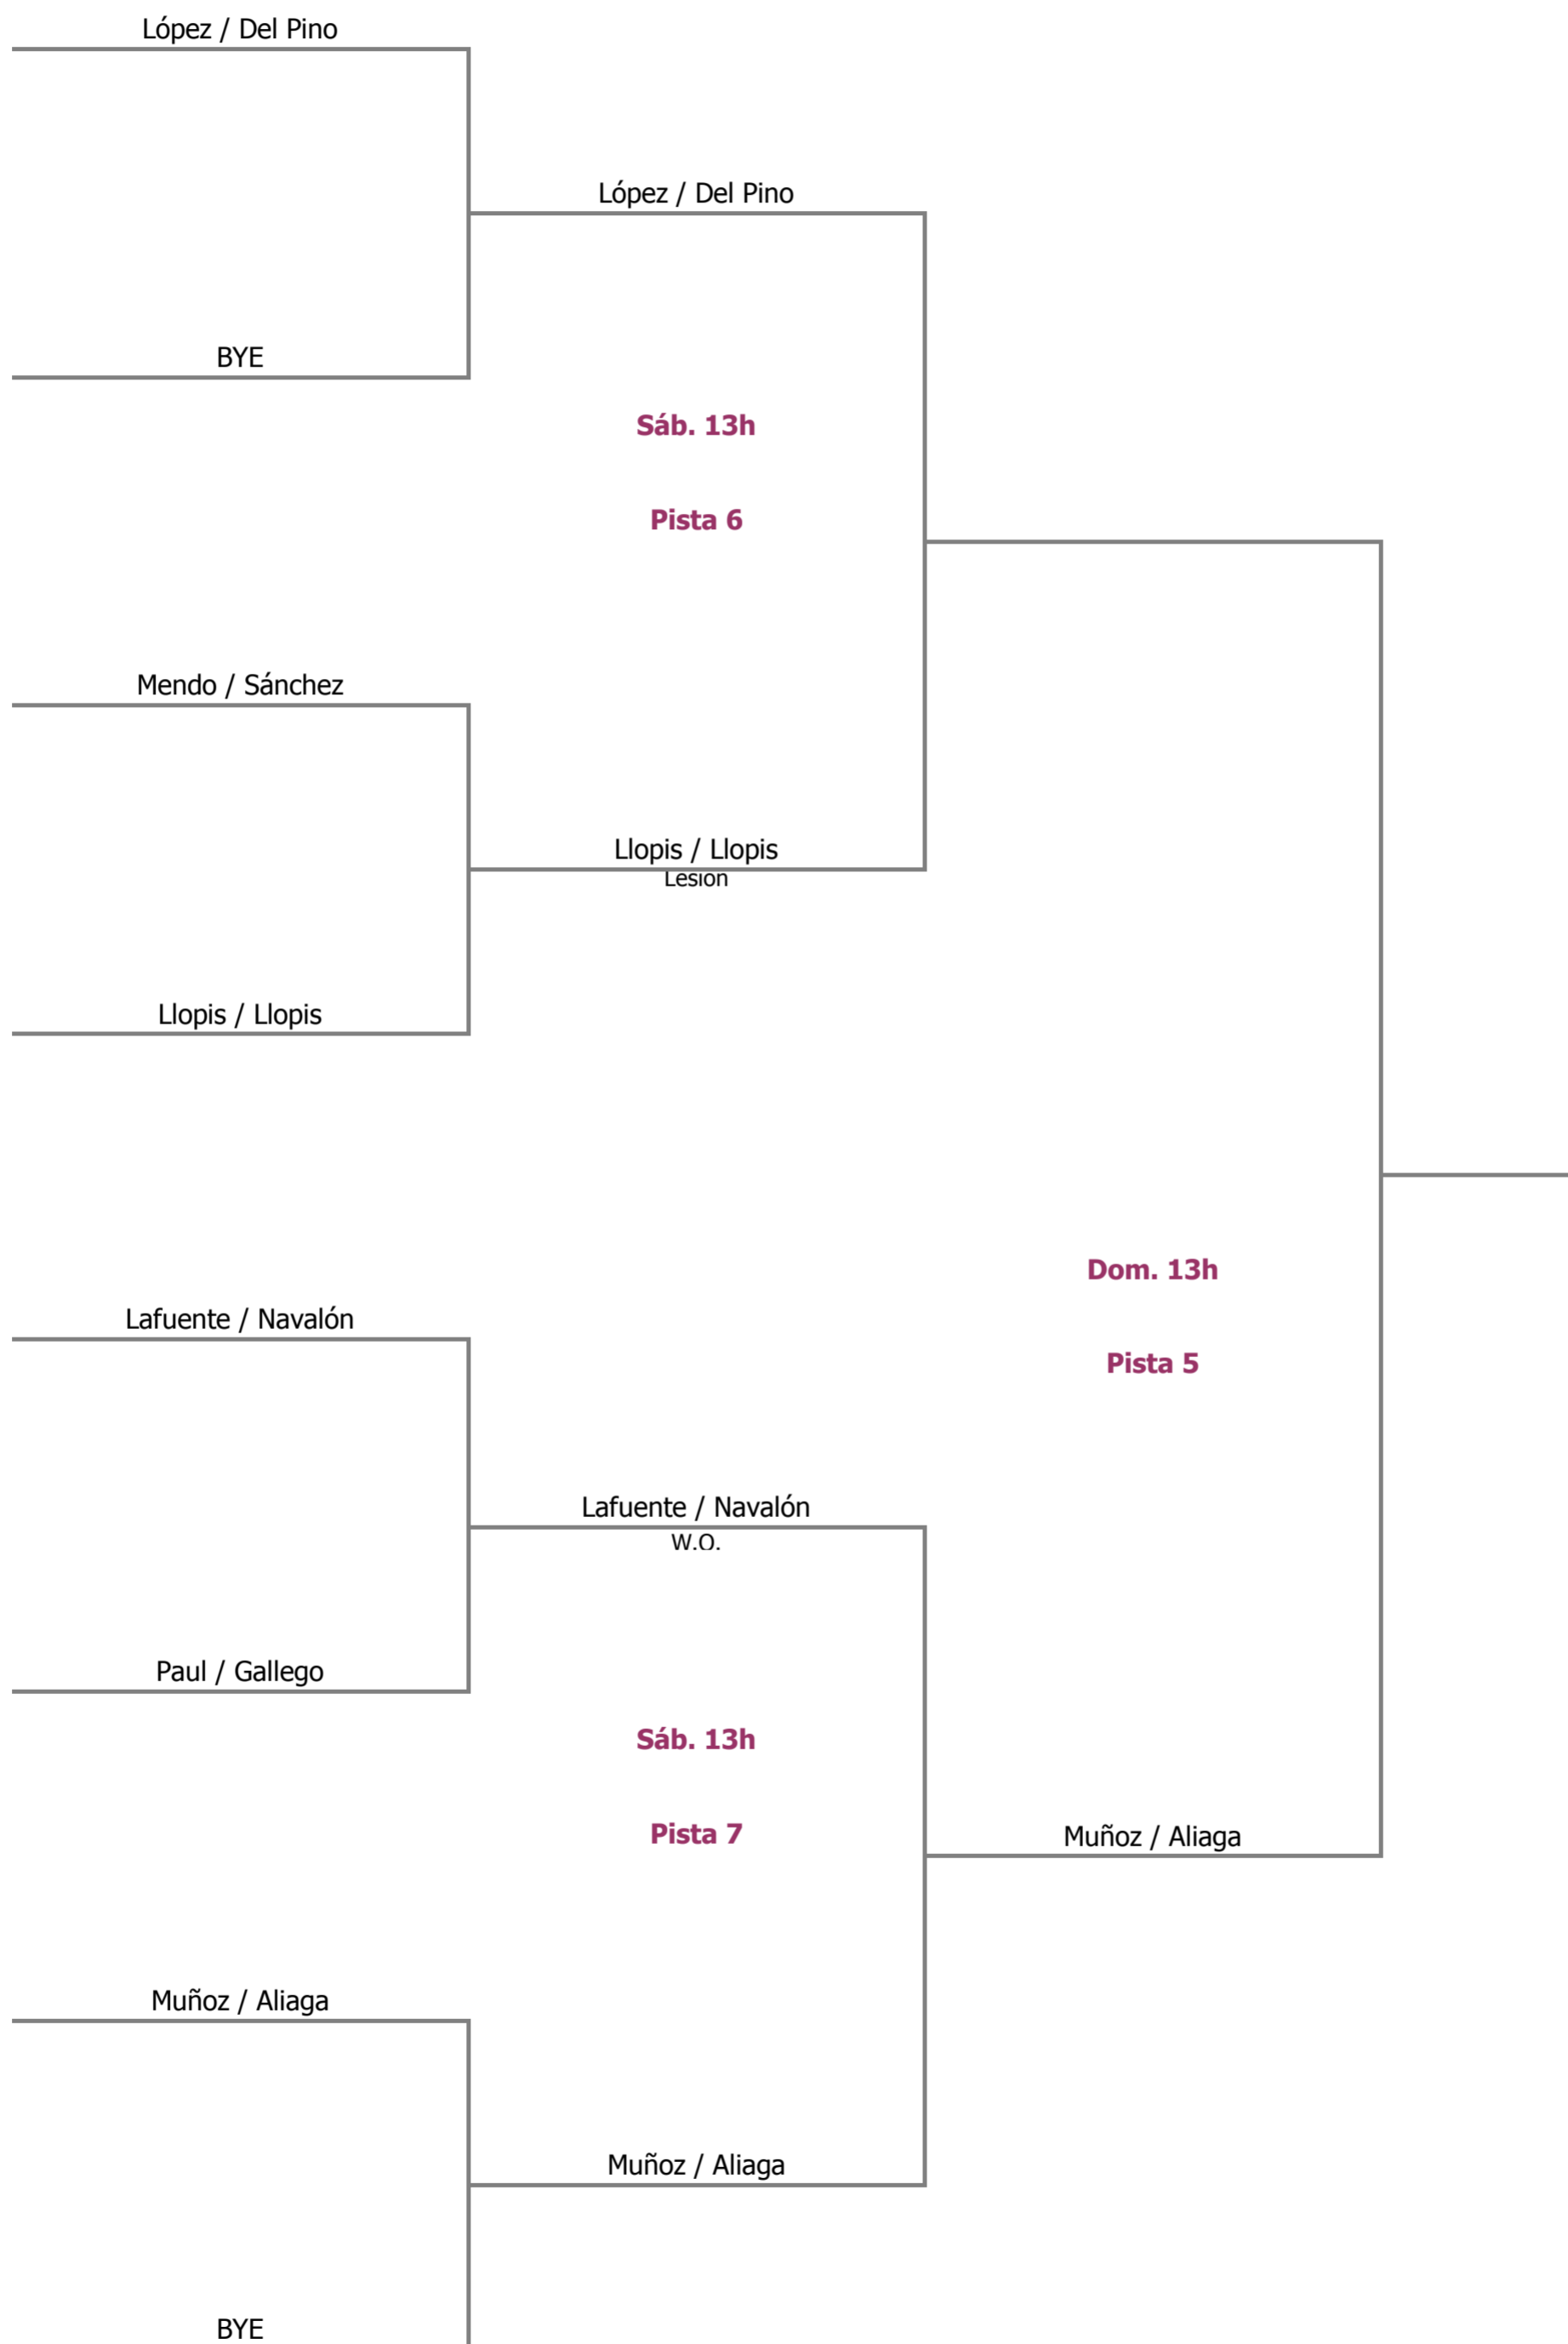 López / Del Pino
López / Del Pino
BYE
Sáb. 13h
Pista 6
Mendo / Sánchez
Llopis / Llopis
Lesión
Llopis / Llopis
Dom. 13h
Lafuente / Navalón
Pista 5
Lafuente / Navalón
W.O.
Paul / Gallego
Sáb. 13h
Pista 7
Muñoz / Aliaga
Muñoz / Aliaga
Muñoz / Aliaga
BYE